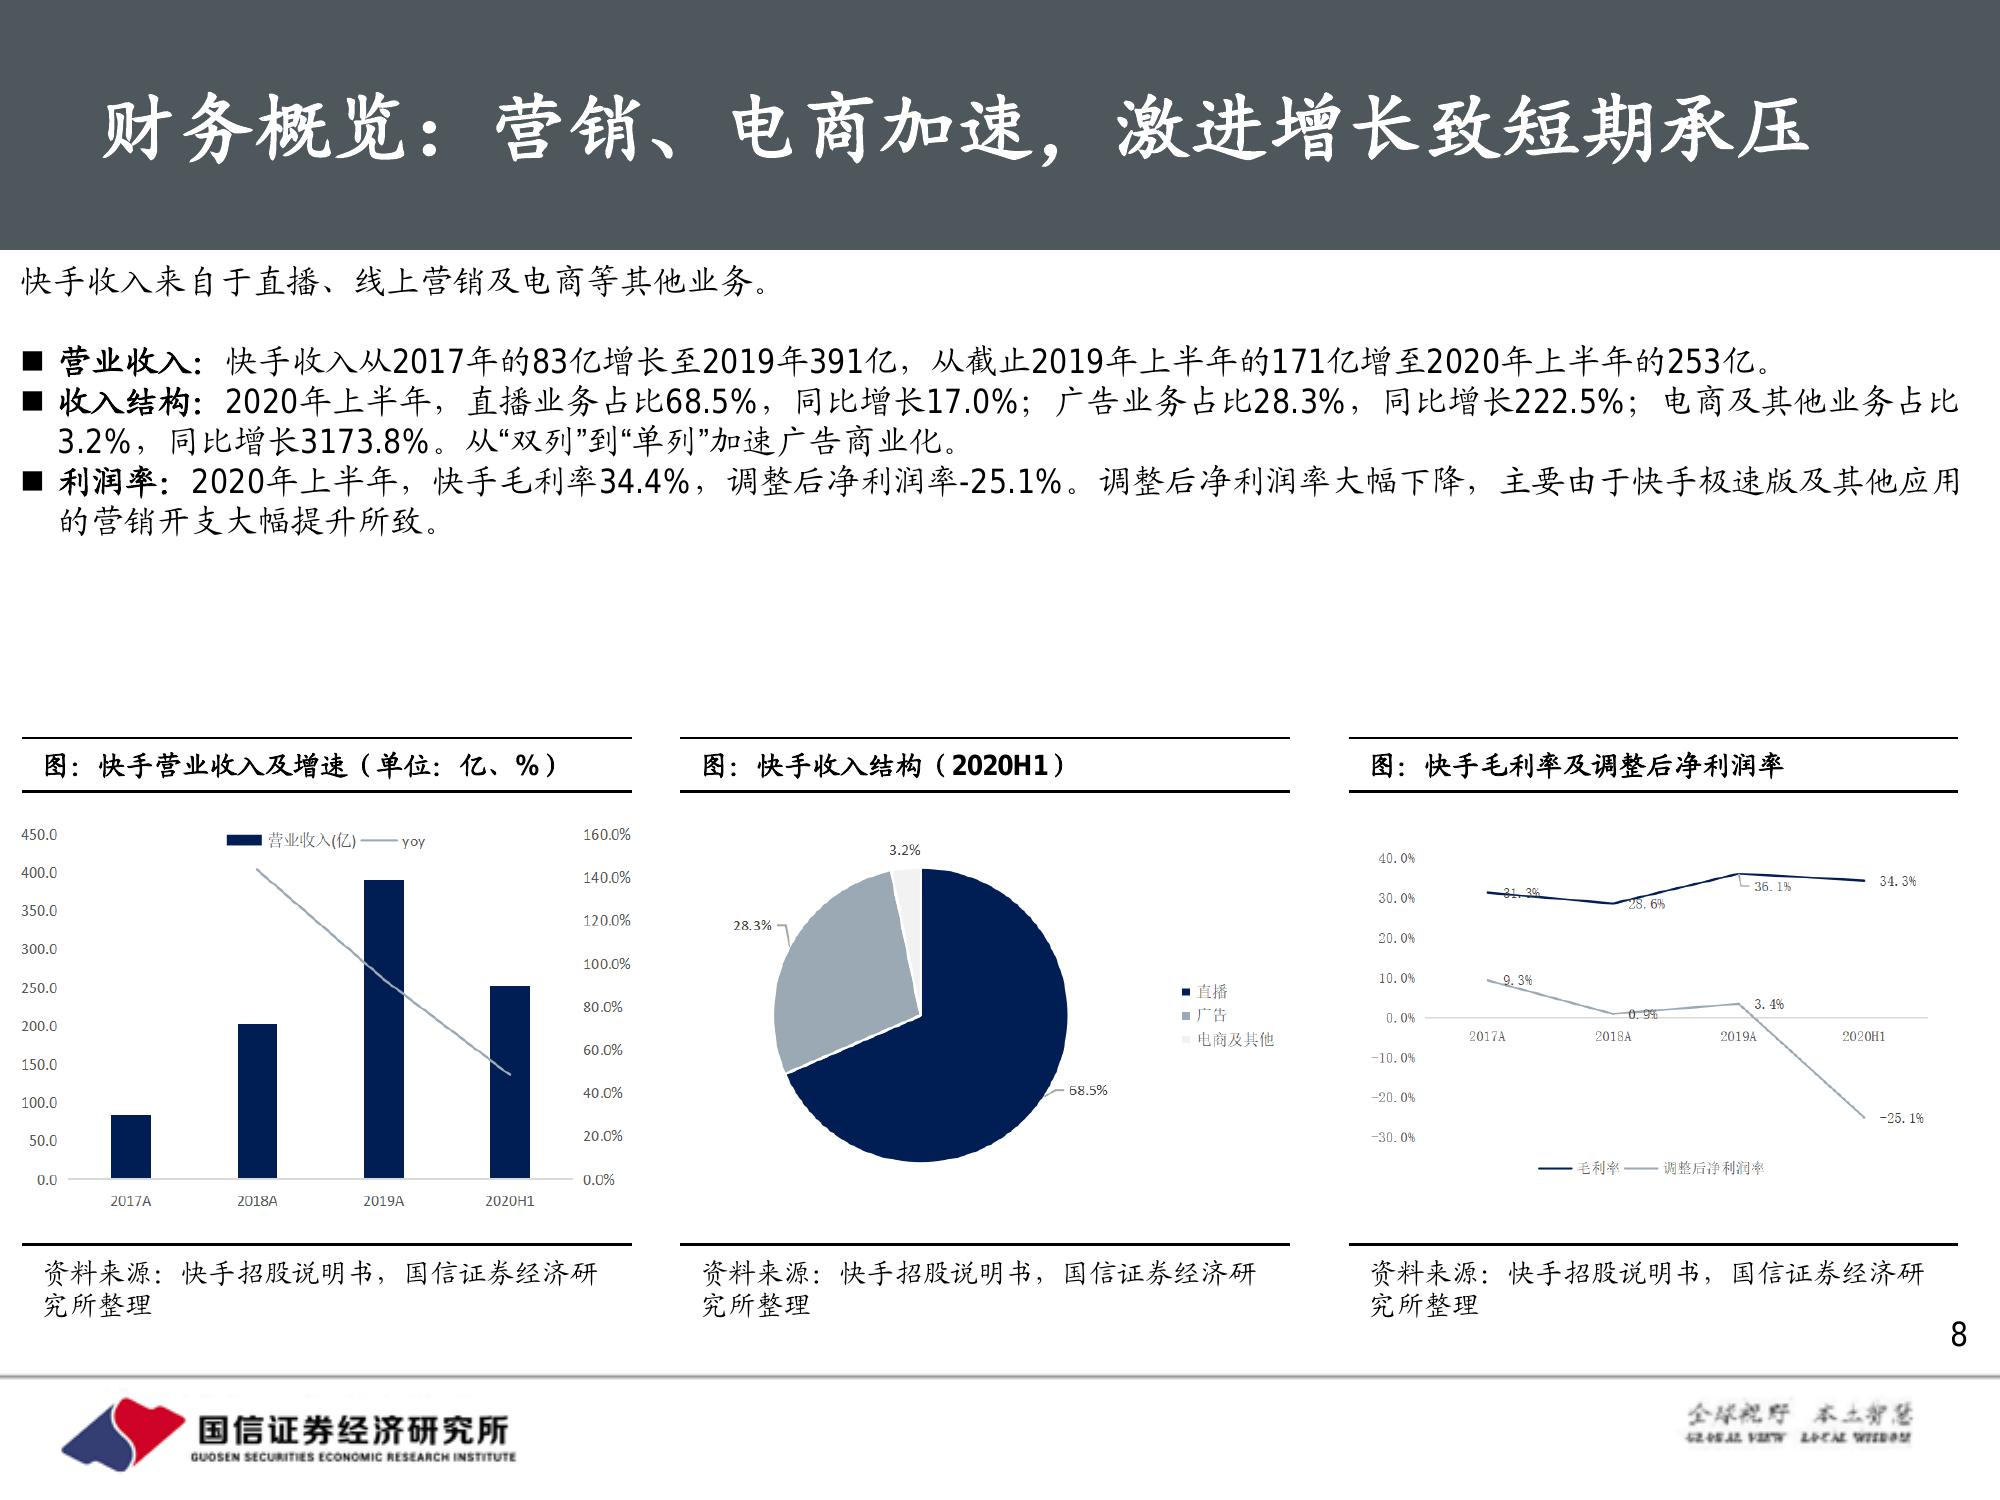 财务概览：营销、电商加速，激进增长致短期承压
快手收入来自于直播、线上营销及电商等其他业务。
■ 营业收入：快手收入从2017年的83亿增长至2019年391亿，从截止2019年上半年的171亿增至2020年上半年的253亿。
■ 收入结构：2020年上半年，直播业务占比68.5%，同比增长17.0%；广告业务占比28.3%，同比增长222.5%；电商及其他业务占比
3.2%，同比增长3173.8%。从“双列”到“单列”加速广告商业化。
■ 利润率：2020年上半年，快手毛利率34.4%，调整后净利润率-25.1%。调整后净利润率大幅下降，主要由于快手极速版及其他应用
的营销开支大幅提升所致。
图：快手营业收入及增速（单位：亿、%）
营业收入(亿)
yoy
450.0
400.0
350.0
300.0
250.0
200.0
150.0
100.0
50.0
0.0
160.0%
140.0%
120.0%
100.0%
80.0%
60.0%
40.0%
20.0%
0.0%
2017A
2018A
2019A
2020H1
资料来源：快手招股说明书，国信证券经济研
究所整理
图：快手收入结构（2020H1）
3.2%
28.3%
68.5%
直播
广告
电商及其他
资料来源：快手招股说明书，国信证券经济研
究所整理
图：快手毛利率及调整后净利润率
40.0%
30.0%
20.0%
10.0%
0.0%
-10.0%
-20.0%
-30.0%
31.3%
28.6%
36.1%
34.3%
9.3%
0.9%
3.4%
-25.1%
2017A
2018A
2019A
2020H1
毛利率
调整后净利润率
资料来源：快手招股说明书，国信证券经济研
究所整理
8
国信证券经济研究所
GUOSEN SECURITIES ECONOMIC RESEARCH INSTITUTE
全球视野 本土智慧
GLOBAL VIEW LOCAL WISDOM